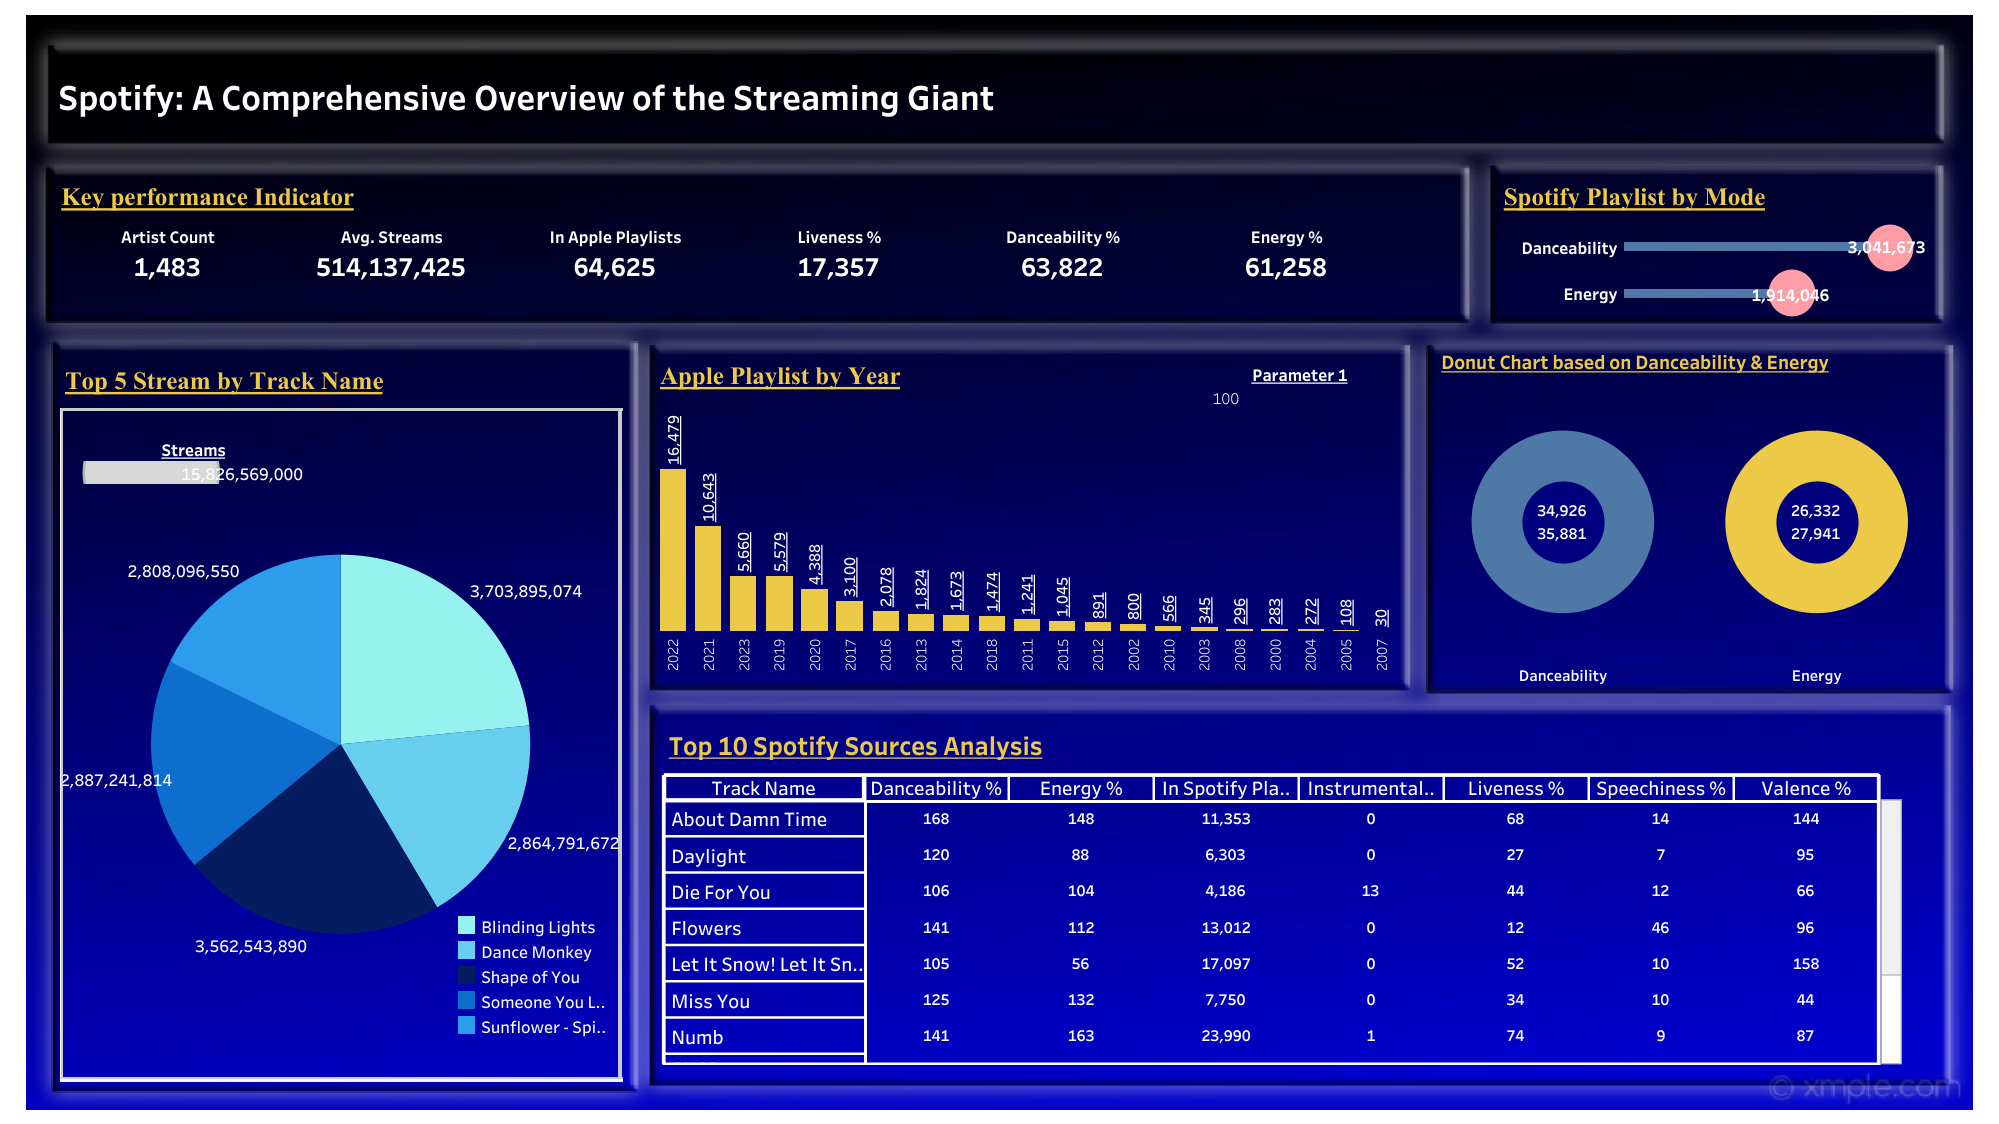 Spotify: A Comprehensive Overview of the Streaming Giant
Key performance Indicator
Artist Count
1,483
Avg. Streams
514,137,425
In Apple Playlists
64,625
Liveness %
17,357
Danceability %
63,822
Energy %
61,258
Spotify Playlist by Mode
Danceability 3,041,673
Energy 1,914,046
Top 5 Stream by Track Name
Streams
15,826,569,000
2,808,096,550
3,703,895,074
2,887,241,814
2,864,791,672
3,562,543,890
Blinding Lights
Dance Monkey
Shape of You
Someone You L..
Sunflower - Spi..
Apple Playlist by Year
Parameter 1
100
16,479 10,643 5,660 5,579 4,388 3,100 2,078 1,824 1,673 1,474 1,241 1,045 891 800 566 345 296 283 272 108 30
2022 2021 2023 2019 2020 2017 2016 2013 2014 2018 2011 2015 2012 2002 2010 2003 2008 2000 2004 2005 2007
Donut Chart based on Danceability & Energy
34,926
35,881
26,332
27,941
Danceability
Energy
Top 10 Spotify Sources Analysis
Track Name Danceability % Energy % In Spotify Pla.. Instrumental.. Liveness % Speechiness % Valence %
About Damn Time 168 148 11,353 0 68 14 144
Daylight 120 88 6,303 0 27 7 95
Die For You 106 104 4,186 13 44 12 66
Flowers 141 112 13,012 0 12 46 96
Let It Snow! Let It Sn.. 105 56 17,097 0 52 10 158
Miss You 125 132 7,750 0 34 10 44
Numb 141 163 23,990 1 74 9 87
© xmple.com